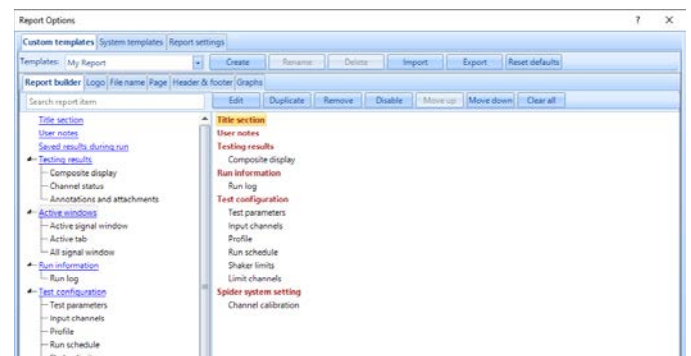 Report Options
? ×
Custom templates System templates Report settings
Templates: My Report Create Rename Delete Import Export Reset defaults
Report builder Logo File name Page Header & footer Graphs
Search report item Edit Duplicate Remove Disable Move up Move down Clear all
Title section
User notes
Saved results during run
Testing results
Composite display
Channel status
Annotations and attachments
Active windows
Active signal window
Active tab
All signal window
Run information
Run log
Test configuration
Test parameters
Input channels
Profile
Run schedule
Title section
User notes
Testing results
Composite display
Run information
Run log
Test configuration
Test parameters
Input channels
Profile
Run schedule
Shaker limits
Limit channels
Spider system setting
Channel calibration